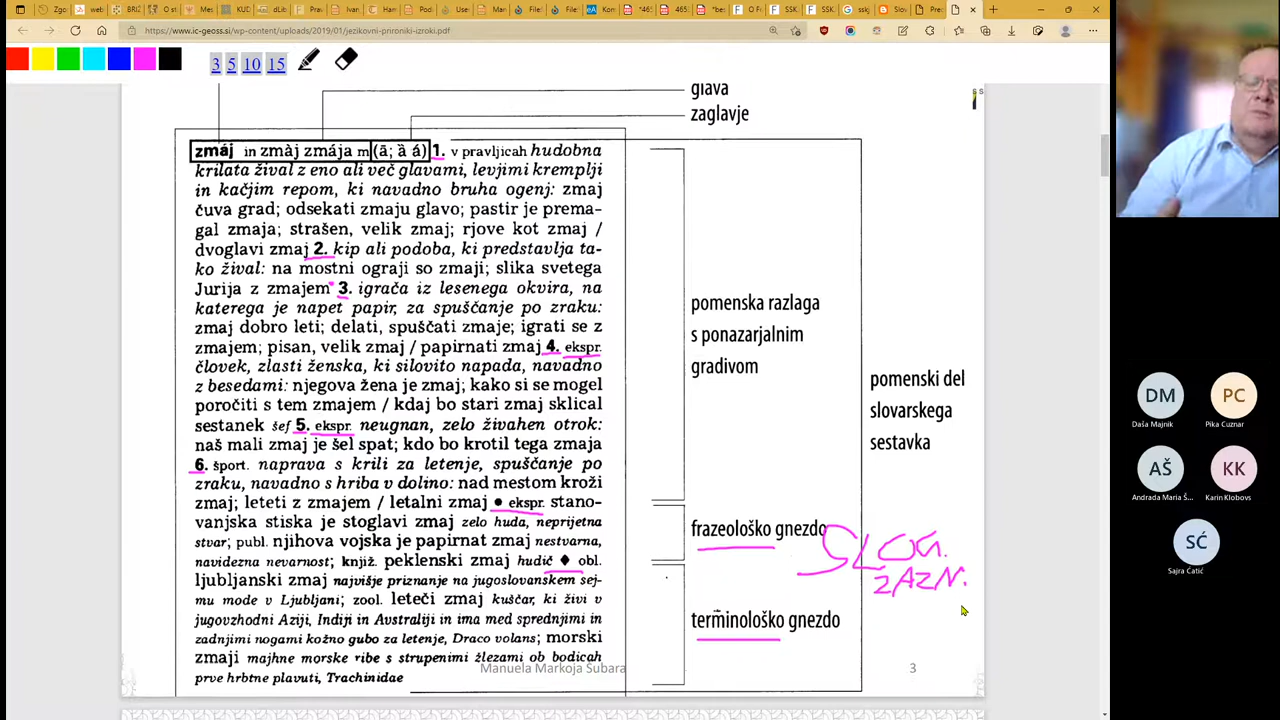 https://www.ic-geoss.si/wp-content/uploads/2019/01/jezikovni-prirocniki-izroki.pdf
3 5 10 15
glava
zaglavje
zmáj in zmàj zmája m (ā; ȁ á) 1. v pravljicah hudobna
krilata žival z eno ali več glavami, levjimi kremplji
in kačjim repom, ki navadno bruha ogenj: zmaj
čuva grad; odsekati zmaju glavo; pastir je prema-
gal zmaja; strašen, velik zmaj; rjove kot zmaj /
dvoglavi zmaj 2. kip ali podoba, ki predstavlja ta-
ko žival: na mostni ograji so zmaji; slika svetega
Jurija z zmajem 3. igrača iz lesenega okvira, na
katerega je napet papir, za spuščanje po zraku:
zmaj dobro leti; delati, spuščati zmaje; igrati se z
zmajem; pisan, velik zmaj / papirnati zmaj 4. ekspr.
človek, zlasti ženska, ki silovito napada, navadno
z besedami: njegova žena je zmaj; kako si se mogel
poročiti s tem zmajem / kdaj bo stari zmaj sklical
sestanek šef 5. ekspr. neugnan, zelo živahen otrok:
naš mali zmaj je šel spat; kdo bo krotil tega zmaja
6. šport. naprava s krili za letenje, spuščanje po
zraku, navadno s hriba v dolino: nad mestom kroži
zmaj; leteti z zmajem / letalni zmaj ● ekspr. stano-
vanjska stiska je stoglavi zmaj zelo huda, neprijetna
stvar; publ. njihova vojska je papirnat zmaj nestvarna,
navidezna nevarnost; knjiž. peklenski zmaj hudič ♦ obl.
ljubljanski zmaj najvišje priznanje na jugoslovanskem sej-
mu mode v Ljubljani; zool. leteči zmaj kuščar, ki živi v
jugovzhodni Aziji, Indiji in Avstraliji in ima med sprednjimi in
zadnjimi nogami kožno gubo za letenje, Draco volans; morski
zmaji majhne morske ribe s strupenimi žlezami ob bodicah
prve hrbtne plavuti, Trachinidae
pomenska razlaga
s ponazarjalnim
gradivom
pomenski del
slovarskega
sestavka
frazeološko gnezdo
SLOGN.
ZAZN.
terminološko gnezdo
Manuela Markoja Šubara
3
DM
Daša Majnik
PC
Pika Cuznar
AŠ
Andrada Maria Š...
KK
Karin Klobovs
SĆ
Sajra Ćatić